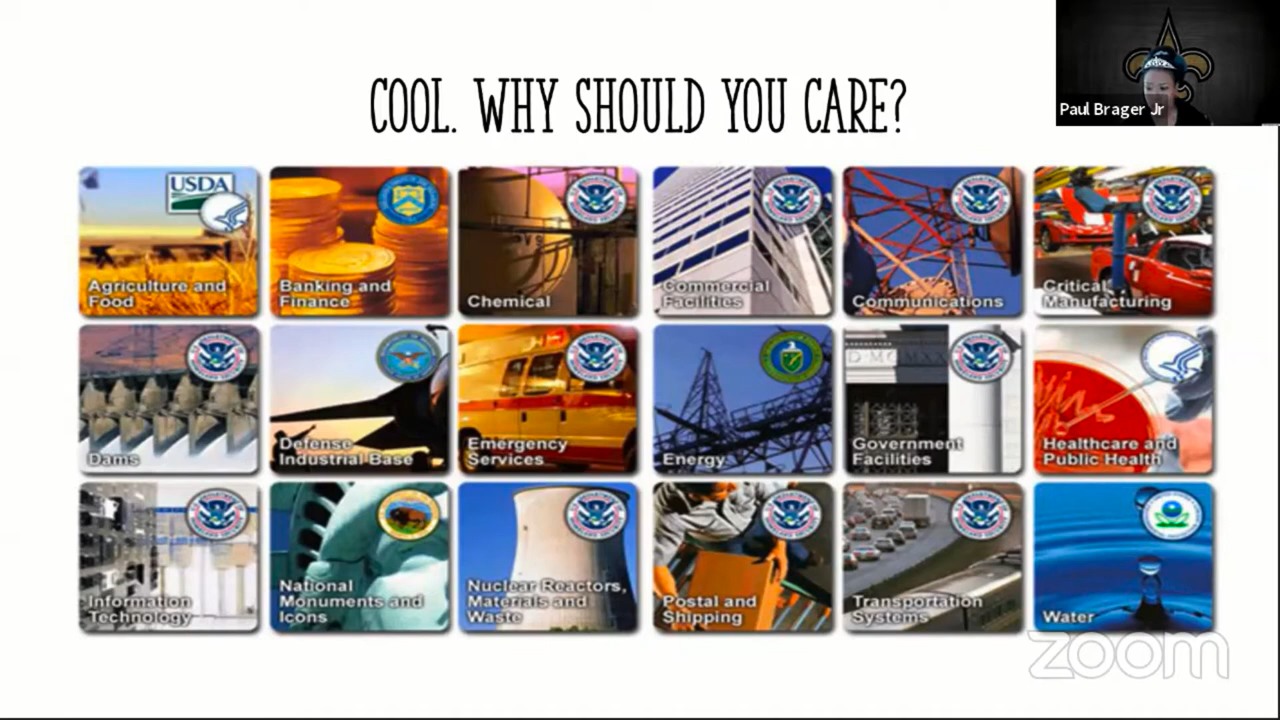 COOL. WHY SHOULD YOU CARE?
Paul Brager Jr
USDA
Agriculture and
Food
Banking and
Finance
Chemical
Commercial
Facilities
Communications
Critical
Manufacturing
Dams
Defense
Industrial Base
Emergency
Services
Energy
Government
Facilities
Healthcare and
Public Health
Information
Technology
National
Monuments and
Icons
Nuclear Reactors,
Materials and
Waste
Postal and
Shipping
Transportation
Systems
Water
zoom